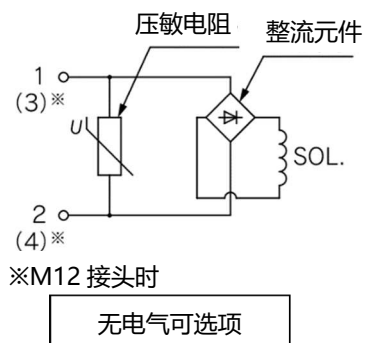 压敏电阻
整流元件
1
(3)※
U
SOL.
2
(4)※
※M12 接头时
无电气可选项